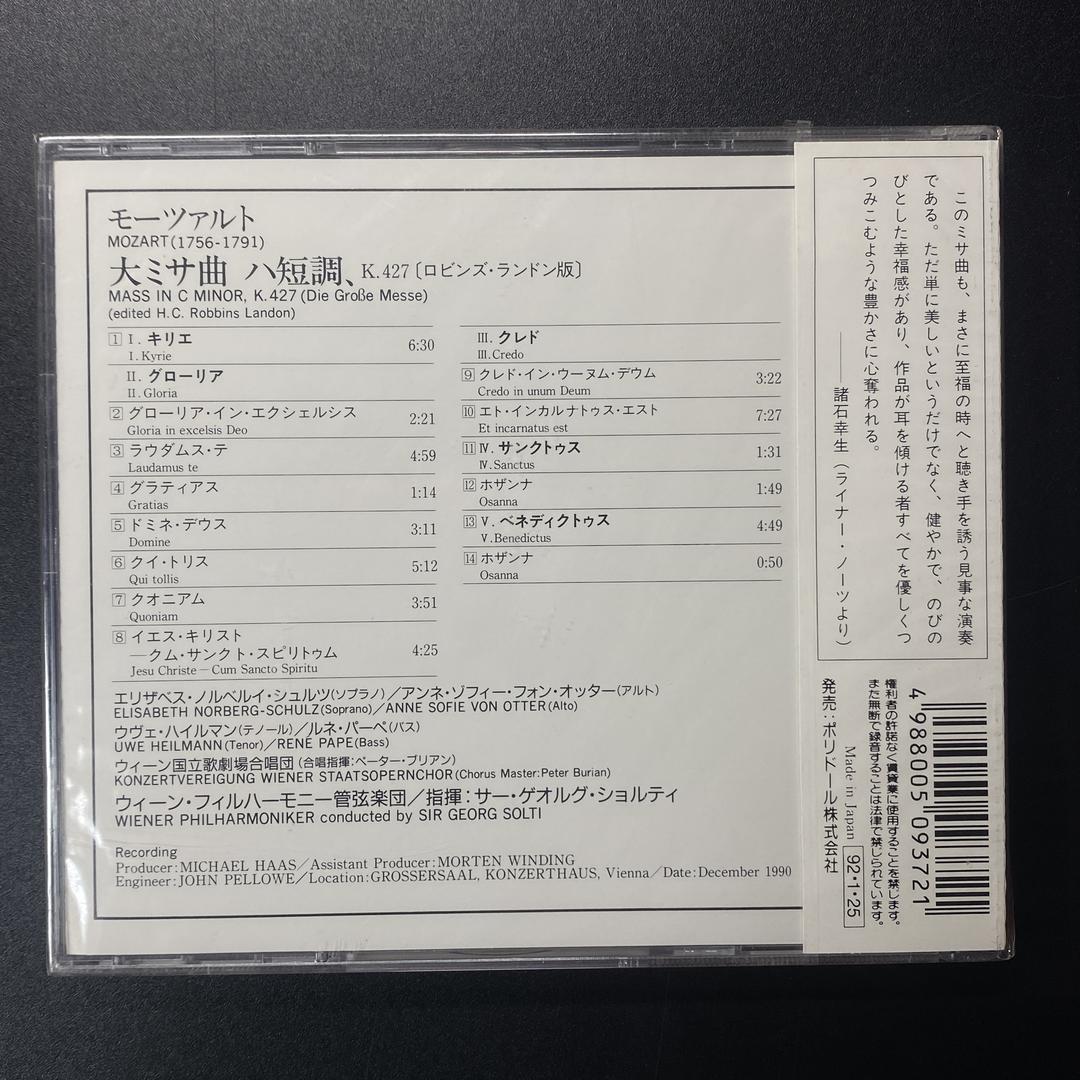 モーツァルト
MOZART(1756-1791)
大ミサ曲 ハ短調、K.427〔ロビンズ・ランドン版〕
MASS IN C MINOR, K.427(Die Große Messe)
(edited H.C. Robbins Landon)
1 I. キリエ 6:30
I. Kyrie
II. グローリア
II. Gloria
2 グローリア・イン・エクシェルシス 2:21
Gloria in excelsis Deo
3 ラウダムス・テ 4:59
Laudamus te
4 グラティアス 1:14
Gratias
5 ドミネ・デウス 3:11
Domine
6 クイ・トリス 5:12
Qui tollis
7 クオニアム 3:51
Quoniam
8 イエス・キリスト
―クム・サンクト・スピリトゥム 4:25
Jesu Christe—Cum Sancto Spiritu
III. クレド
III. Credo
9 クレド・イン・ウーヌム・デウム 3:22
Credo in unum Deum
10 エト・インカルナトゥス・エスト 7:27
Et incarnatus est
11 IV. サンクトゥス 1:31
IV. Sanctus
12 ホザンナ 1:49
Osanna
13 V. ベネディクトゥス 4:49
V. Benedictus
14 ホザンナ 0:50
Osanna
エリザベス・ノルベルイ・シュルツ(ソプラノ)／アンネ・ゾフィー・フォン・オッター(アルト)
ELISABETH NORBERG-SCHULZ(Soprano)／ANNE SOFIE VON OTTER(Alto)
ウヴェ・ハイルマン(テノール)／ルネ・パーペ(バス)
UWE HEILMANN(Tenor)／RENE PAPE(Bass)
ウィーン国立歌劇場合唱団(合唱指揮:ペーター・ブリアン)
KONZERTVEREIGUNG WIENER STAATSOPERNCHOR(Chorus Master:Peter Burian)
ウィーン・フィルハーモニー管弦楽団／指揮:サー・ゲオルグ・ショルティ
WIENER PHILHARMONIKER conducted by SIR GEORG SOLTI
Recording
Producer:MICHAEL HAAS／Assistant Producer:MORTEN WINDING
Engineer:JOHN PELLOWE／Location:GROSSERSAAL, KONZERTHAUS, Vienna／Date:December 1990
このミサ曲も、まさに至福の時へと聴き手を誘う見事な演奏
である。ただ単に美しいというだけでなく、健やかで、のびの
びとした幸福感があり、作品が耳を傾ける者すべてを優しくつ
つみこむような豊かさに心奪われる。
――諸石幸生（ライナー・ノーツより）
4 988005 093721
権利者の許諾なく賃貸業に使用することを禁じます。
また無断で録音することは法律で禁じられています。
Made in Japan 92・1・25
発売:ポリドール株式会社